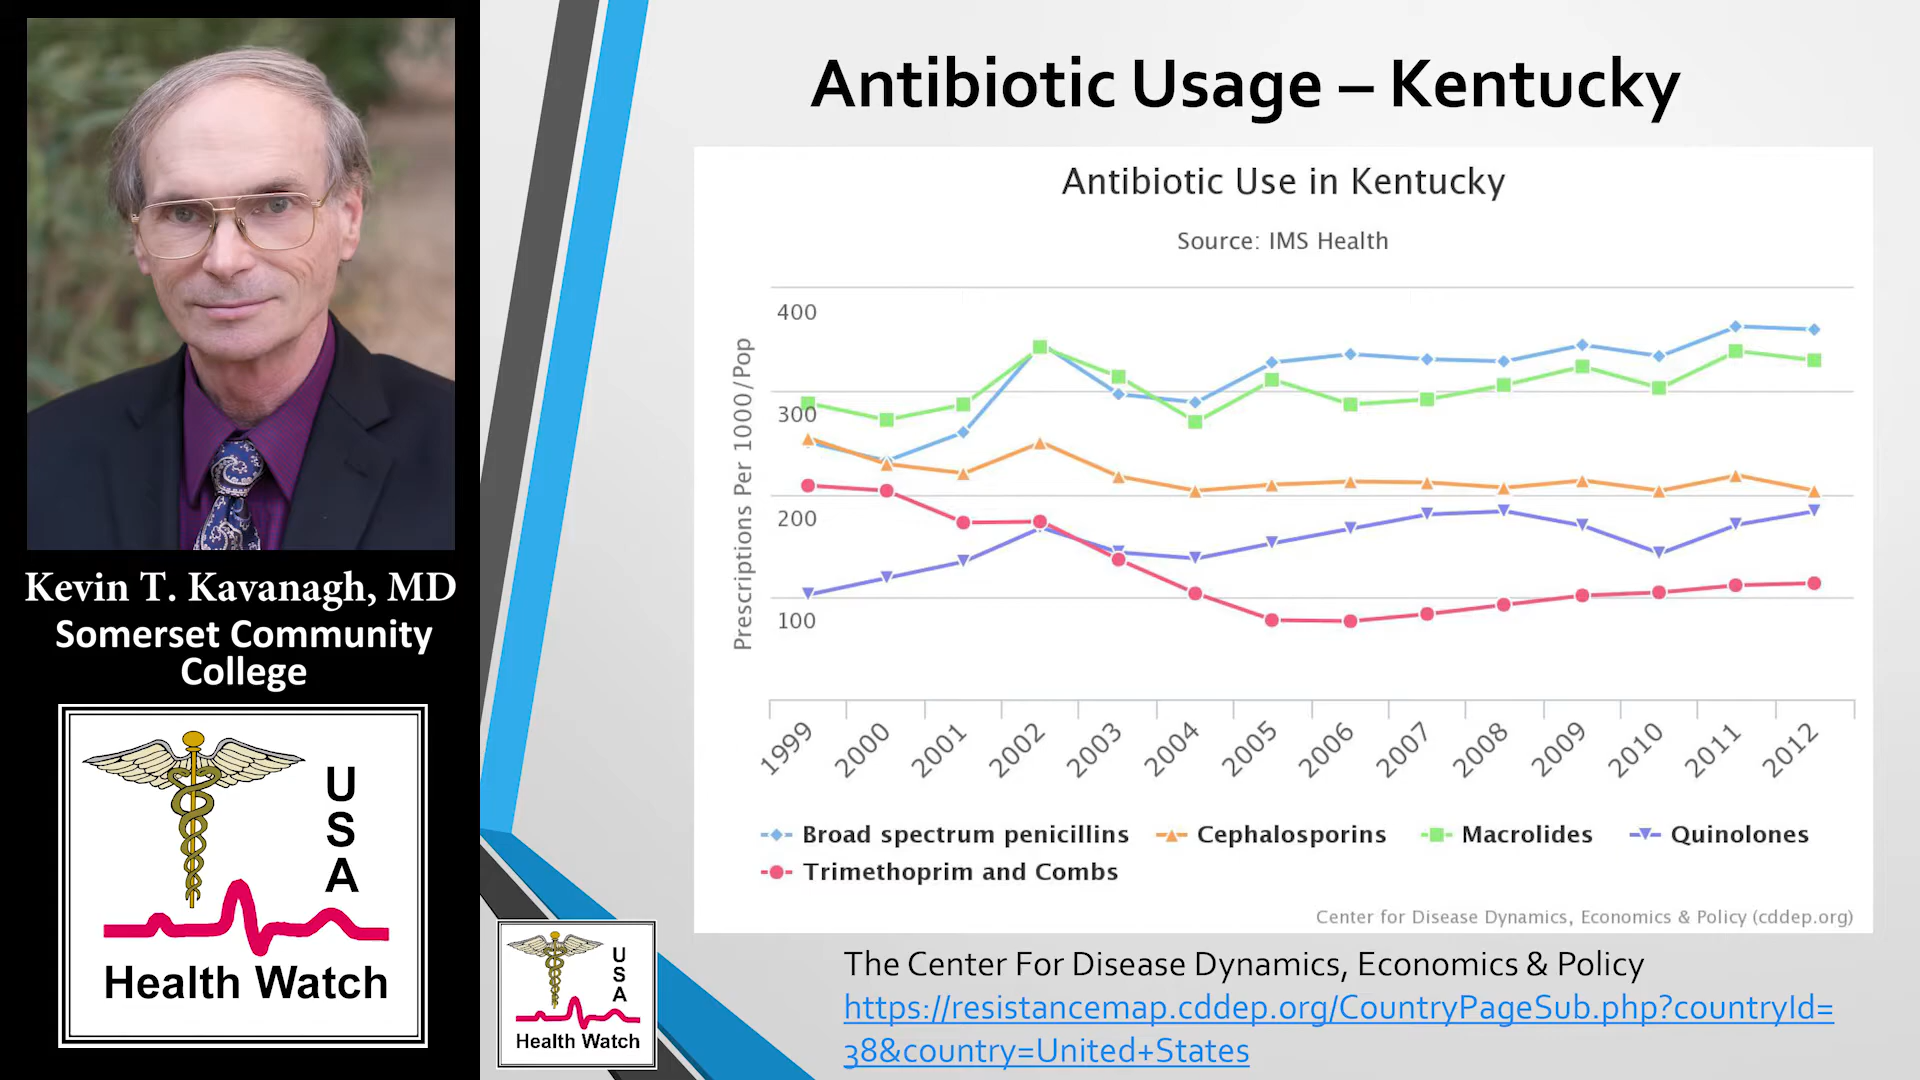 Kevin T. Kavanagh, MD
Somerset Community
College
USA
Health Watch
Antibiotic Usage – Kentucky
Antibiotic Use in Kentucky
Source: IMS Health
Prescriptions Per 1000/Pop
400
300
200
100
1999 2000 2001 2002 2003 2004 2005 2006 2007 2008 2009 2010 2011 2012
Broad spectrum penicillins Cephalosporins Macrolides Quinolones
Trimethoprim and Combs
Center for Disease Dynamics, Economics & Policy (cddep.org)
USA
Health Watch
The Center For Disease Dynamics, Economics & Policy
https://resistancemap.cddep.org/CountryPageSub.php?countryId=
38&country=United+States